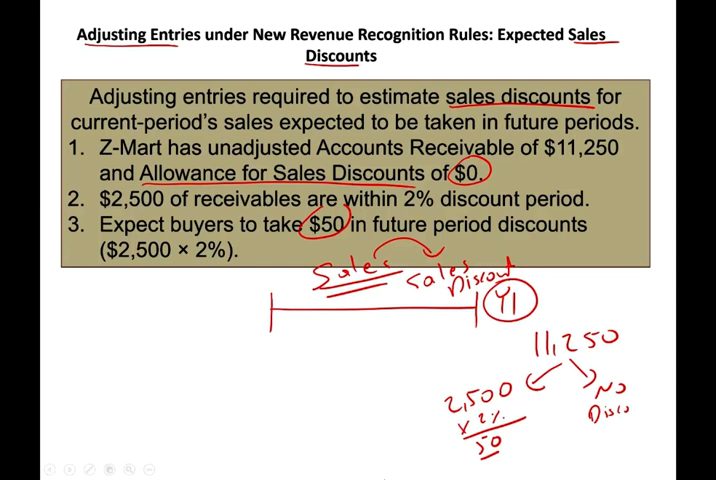 Adjusting Entries under New Revenue Recognition Rules: Expected Sales
Discounts
Adjusting entries required to estimate sales discounts for
current-period's sales expected to be taken in future periods.
1. Z-Mart has unadjusted Accounts Receivable of $11,250
and Allowance for Sales Discounts of $0.
2. $2,500 of receivables are within 2% discount period.
3. Expect buyers to take $50 in future period discounts
($2,500 × 2%).
Sales
Sales
Discount
Y1
11,250
2,500
x 2%
50
No
Disco